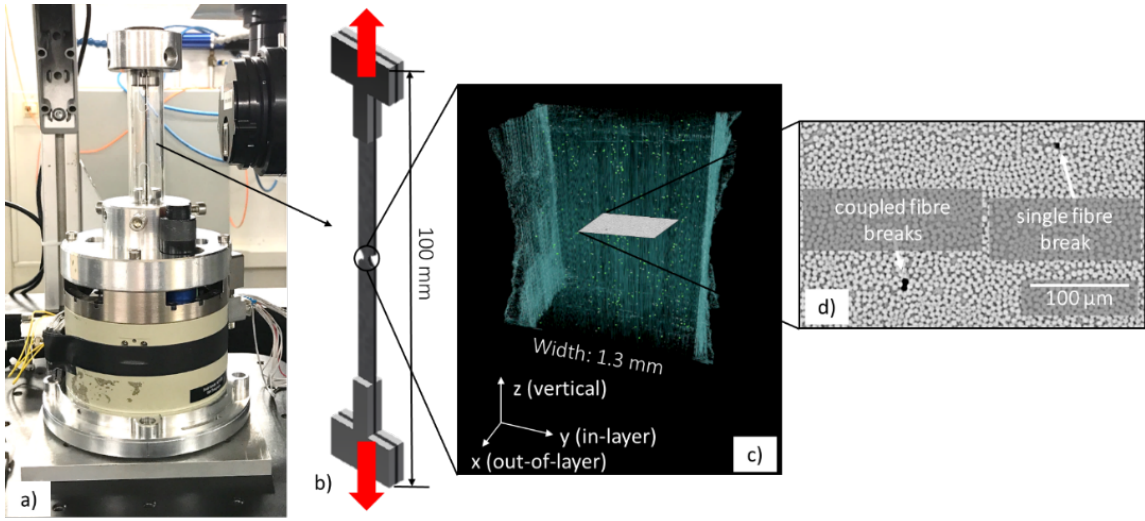 a)
b)
100 mm
Width: 1.3 mm
z (vertical)
y (in-layer)
x (out-of-layer)
c)
coupled fibre
breaks
single fibre
break
100 µm
d)